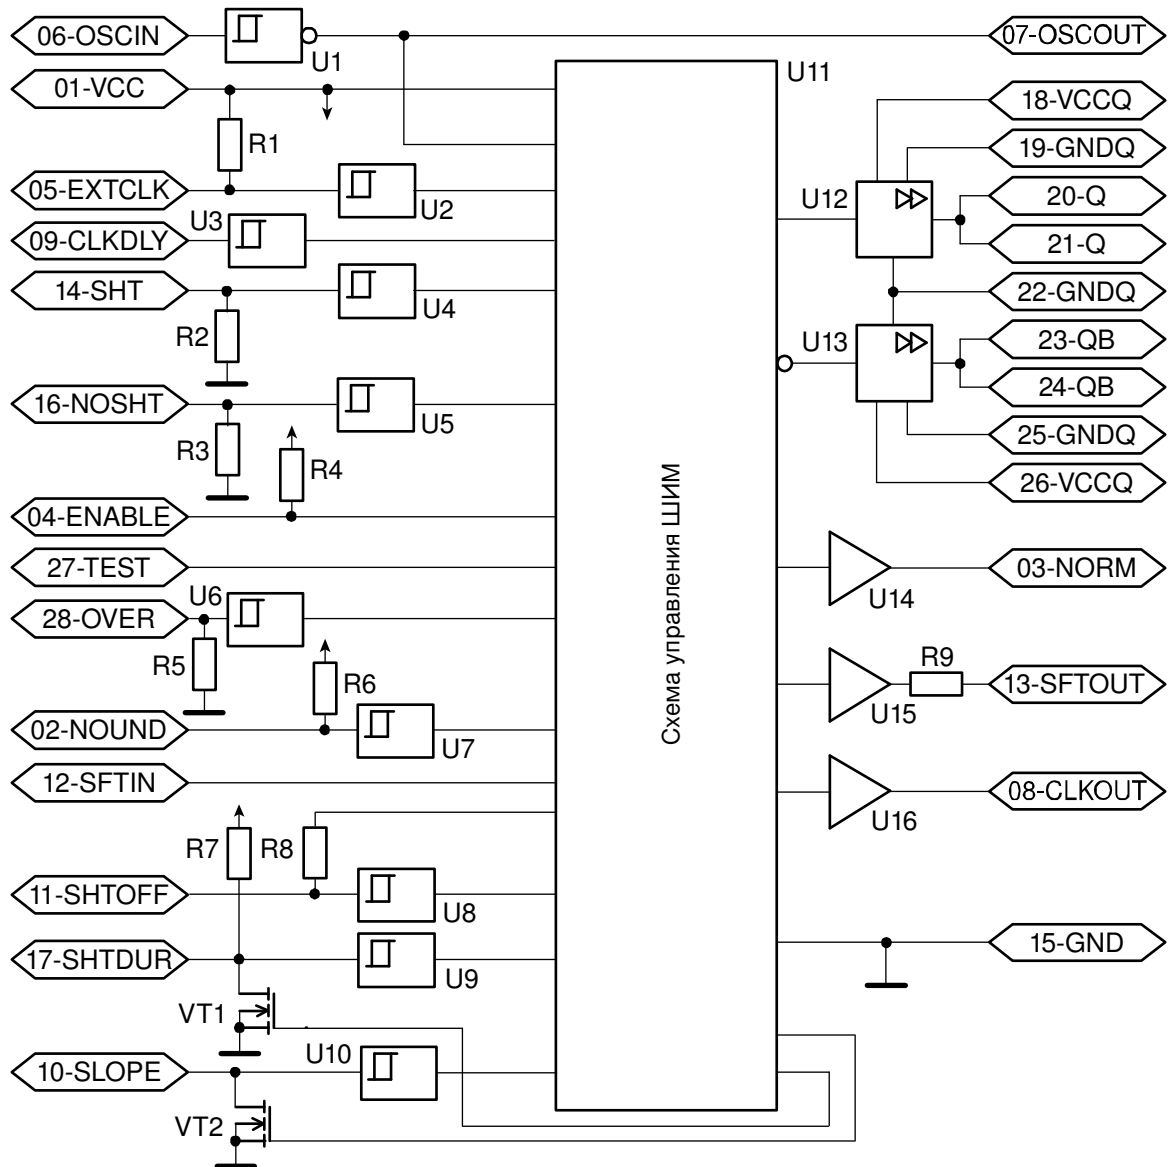 06-OSCIN
U1
07-OSCOUT
01-VCC
U11
18-VCCQ
R1
19-GNDQ
05-EXTCLK
U2
U12
20-Q
U3
09-CLKDLY
21-Q
14-SHT
U4
22-GNDQ
R2
U13
23-QB
24-QB
16-NOSHT
U5
25-GNDQ
R3
R4
26-VCCQ
04-ENABLE
Схема управления ШИМ
27-TEST
03-NORM
U14
U6
28-OVER
R5
R6
R9
13-SFTOUT
U15
02-NOUND
U7
12-SFTIN
08-CLKOUT
U16
R7
R8
11-SHTOFF
U8
17-SHTDUR
U9
15-GND
VT1
U10
10-SLOPE
VT2